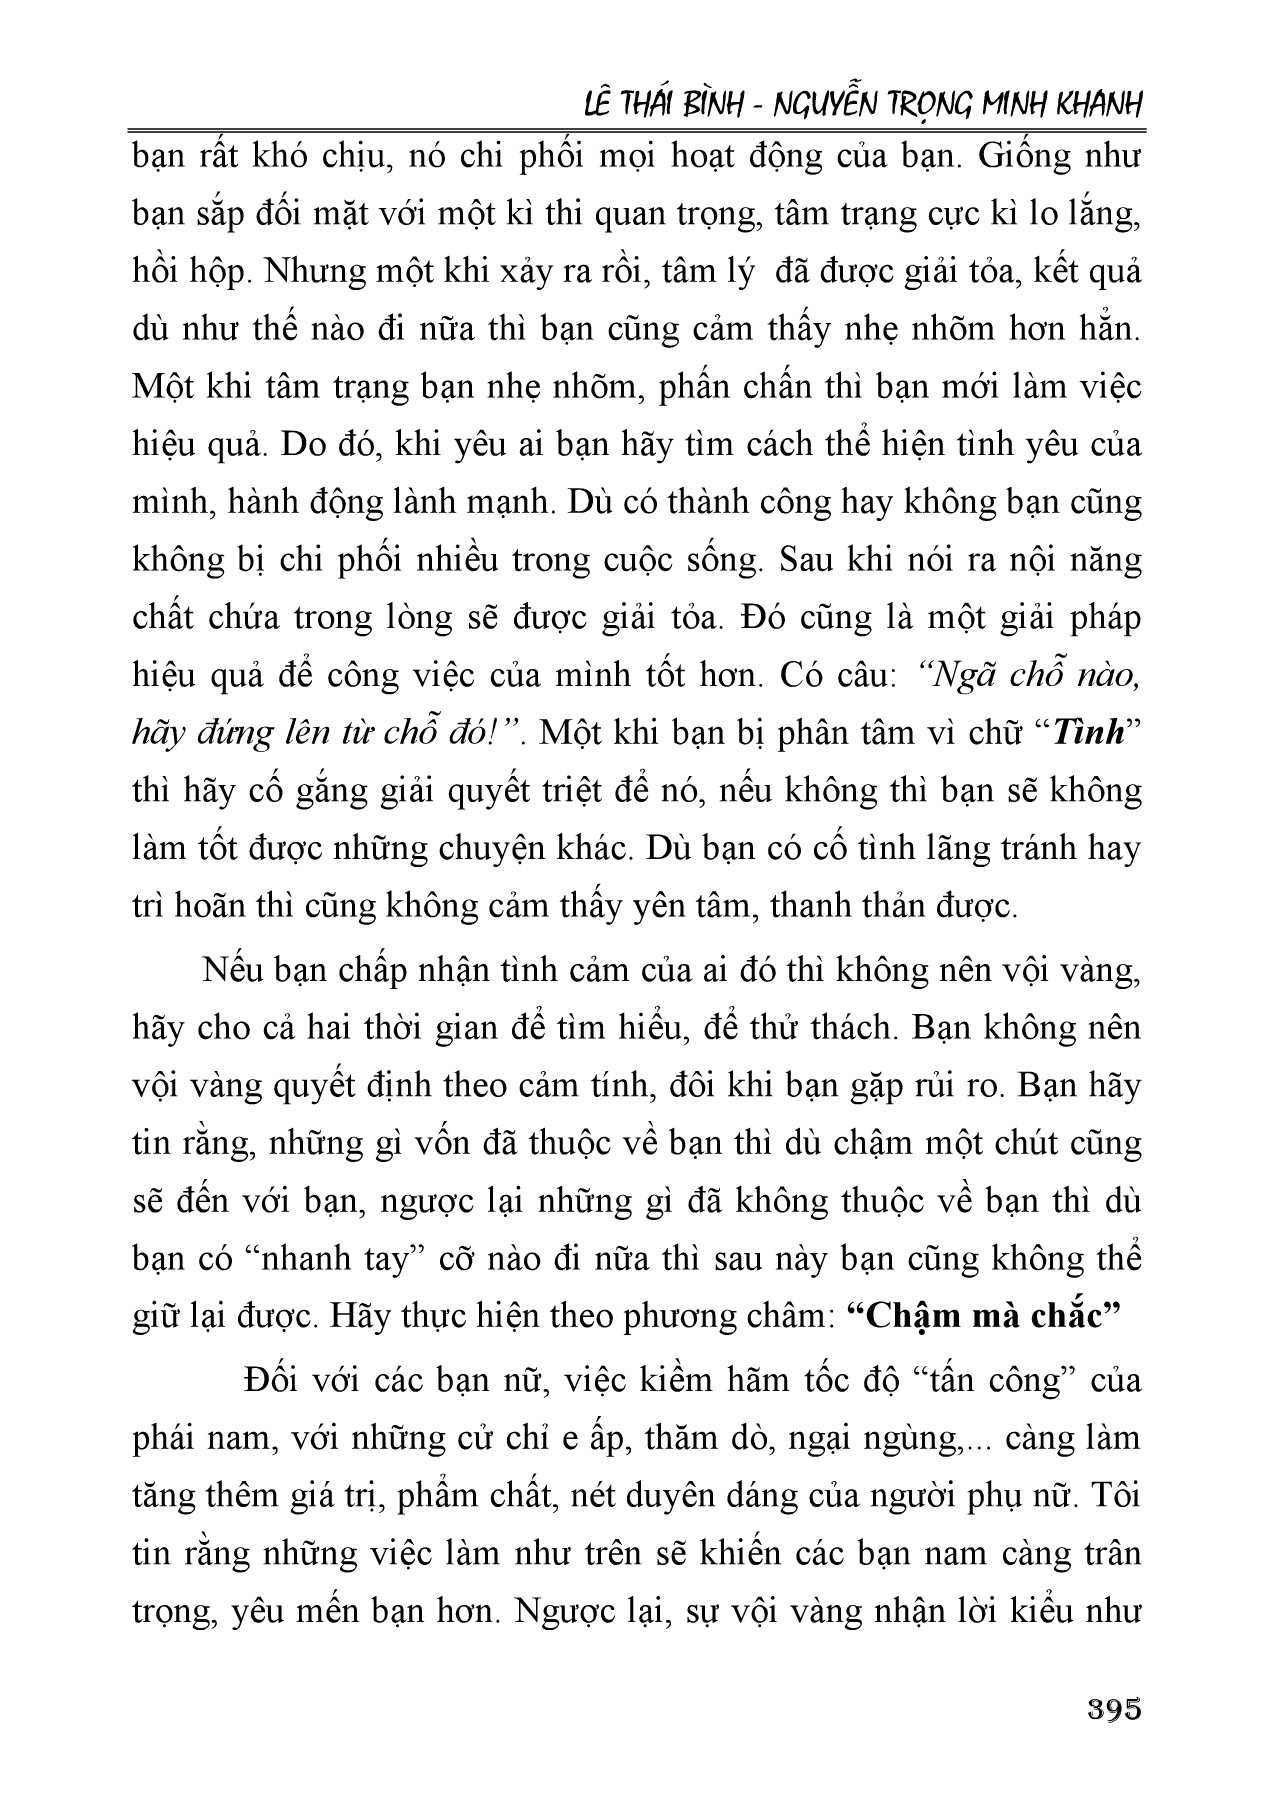 LÊ THÁI BÌNH - NGUYỄN TRỌNG MINH KHANH
bạn rất khó chịu, nó chi phối mọi hoạt động của bạn. Giống như
bạn sắp đối mặt với một kì thi quan trọng, tâm trạng cực kì lo lắng,
hồi hộp. Nhưng một khi xảy ra rồi, tâm lý đã được giải tỏa, kết quả
dù như thế nào đi nữa thì bạn cũng cảm thấy nhẹ nhõm hơn hẳn.
Một khi tâm trạng bạn nhẹ nhõm, phấn chấn thì bạn mới làm việc
hiệu quả. Do đó, khi yêu ai bạn hãy tìm cách thể hiện tình yêu của
mình, hành động lành mạnh. Dù có thành công hay không bạn cũng
không bị chi phối nhiều trong cuộc sống. Sau khi nói ra nội năng
chất chứa trong lòng sẽ được giải tỏa. Đó cũng là một giải pháp
hiệu quả để công việc của mình tốt hơn. Có câu: “Ngã chỗ nào,
hãy đứng lên từ chỗ đó!”. Một khi bạn bị phân tâm vì chữ “Tình”
thì hãy cố gắng giải quyết triệt để nó, nếu không thì bạn sẽ không
làm tốt được những chuyện khác. Dù bạn có cố tình lãng tránh hay
trì hoãn thì cũng không cảm thấy yên tâm, thanh thản được.
Nếu bạn chấp nhận tình cảm của ai đó thì không nên vội vàng,
hãy cho cả hai thời gian để tìm hiểu, để thử thách. Bạn không nên
vội vàng quyết định theo cảm tính, đôi khi bạn gặp rủi ro. Bạn hãy
tin rằng, những gì vốn đã thuộc về bạn thì dù chậm một chút cũng
sẽ đến với bạn, ngược lại những gì đã không thuộc về bạn thì dù
bạn có “nhanh tay” cỡ nào đi nữa thì sau này bạn cũng không thể
giữ lại được. Hãy thực hiện theo phương châm: “Chậm mà chắc”
Đối với các bạn nữ, việc kiềm hãm tốc độ “tấn công” của
phái nam, với những cử chỉ e ấp, thăm dò, ngại ngùng,... càng làm
tăng thêm giá trị, phẩm chất, nét duyên dáng của người phụ nữ. Tôi
tin rằng những việc làm như trên sẽ khiến các bạn nam càng trân
trọng, yêu mến bạn hơn. Ngược lại, sự vội vàng nhận lời kiểu như
395